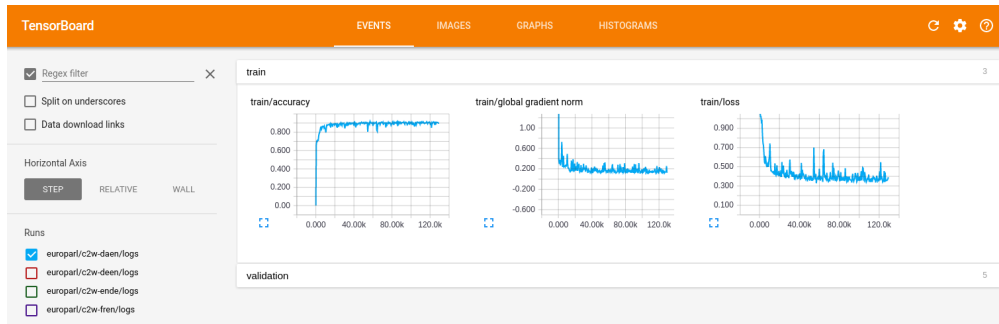 TensorBoard EVENTS IMAGES GRAPHS HISTOGRAMS
Regex filter
Split on underscores
Data download links
Horizontal Axis
STEP RELATIVE WALL
Runs
europarl/c2w-daen/logs
europarl/c2w-deen/logs
europarl/c2w-ende/logs
europarl/c2w-fren/logs
train 3
train/accuracy
0.800
0.600
0.400
0.200
0.00
0.000 40.00k 80.00k 120.0k
train/global gradient norm
1.00
0.600
0.200
-0.200
-0.600
0.000 40.00k 80.00k 120.0k
train/loss
0.900
0.700
0.500
0.300
0.100
0.000 40.00k 80.00k 120.0k
validation 5